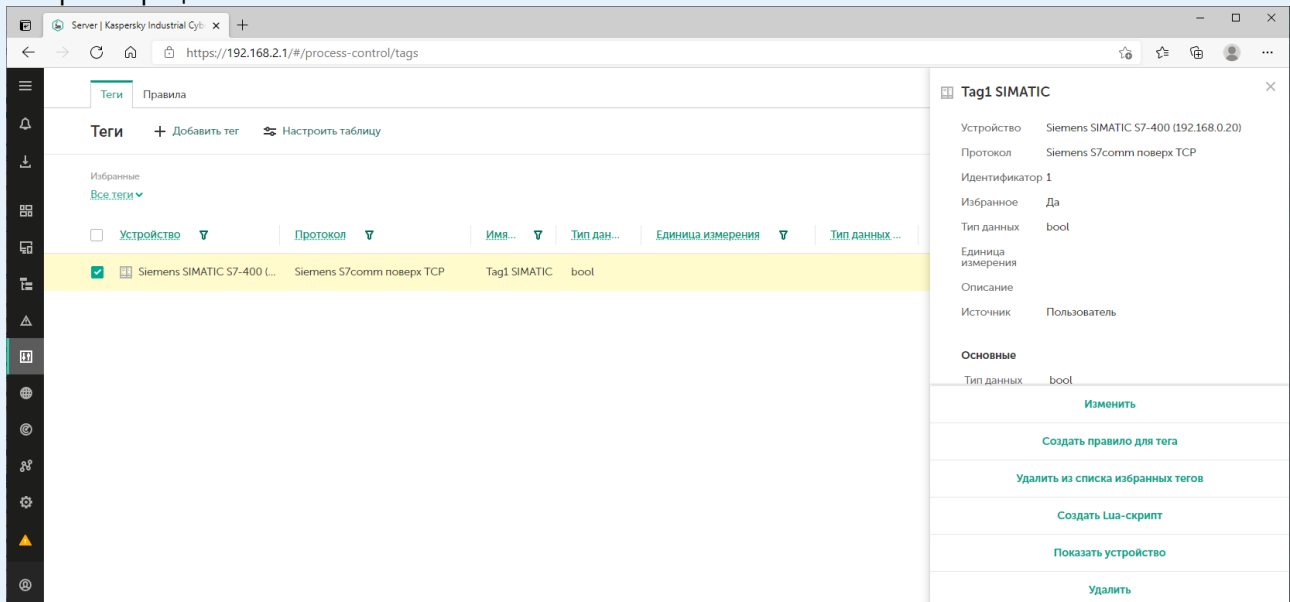 Server | Kaspersky Industrial Cyb
https://192.168.2.1/#/process-control/tags
Теги Правила
Теги + Добавить тег Настроить таблицу
Избранные
Все теги
Устройство Протокол Имя... Тип дан... Единица измерения Тип данных ...
Siemens SIMATIC S7-400 (... Siemens S7comm поверх TCP Tag1 SIMATIC bool
Tag1 SIMATIC
Устройство Siemens SIMATIC S7-400 (192.168.0.20)
Протокол Siemens S7comm поверх TCP
Идентификатор 1
Избранное Да
Тип данных bool
Единица
измерения
Описание
Источник Пользователь
Основные
Тип данных bool
Изменить
Создать правило для тега
Удалить из списка избранных тегов
Создать Lua-скрипт
Показать устройство
Удалить